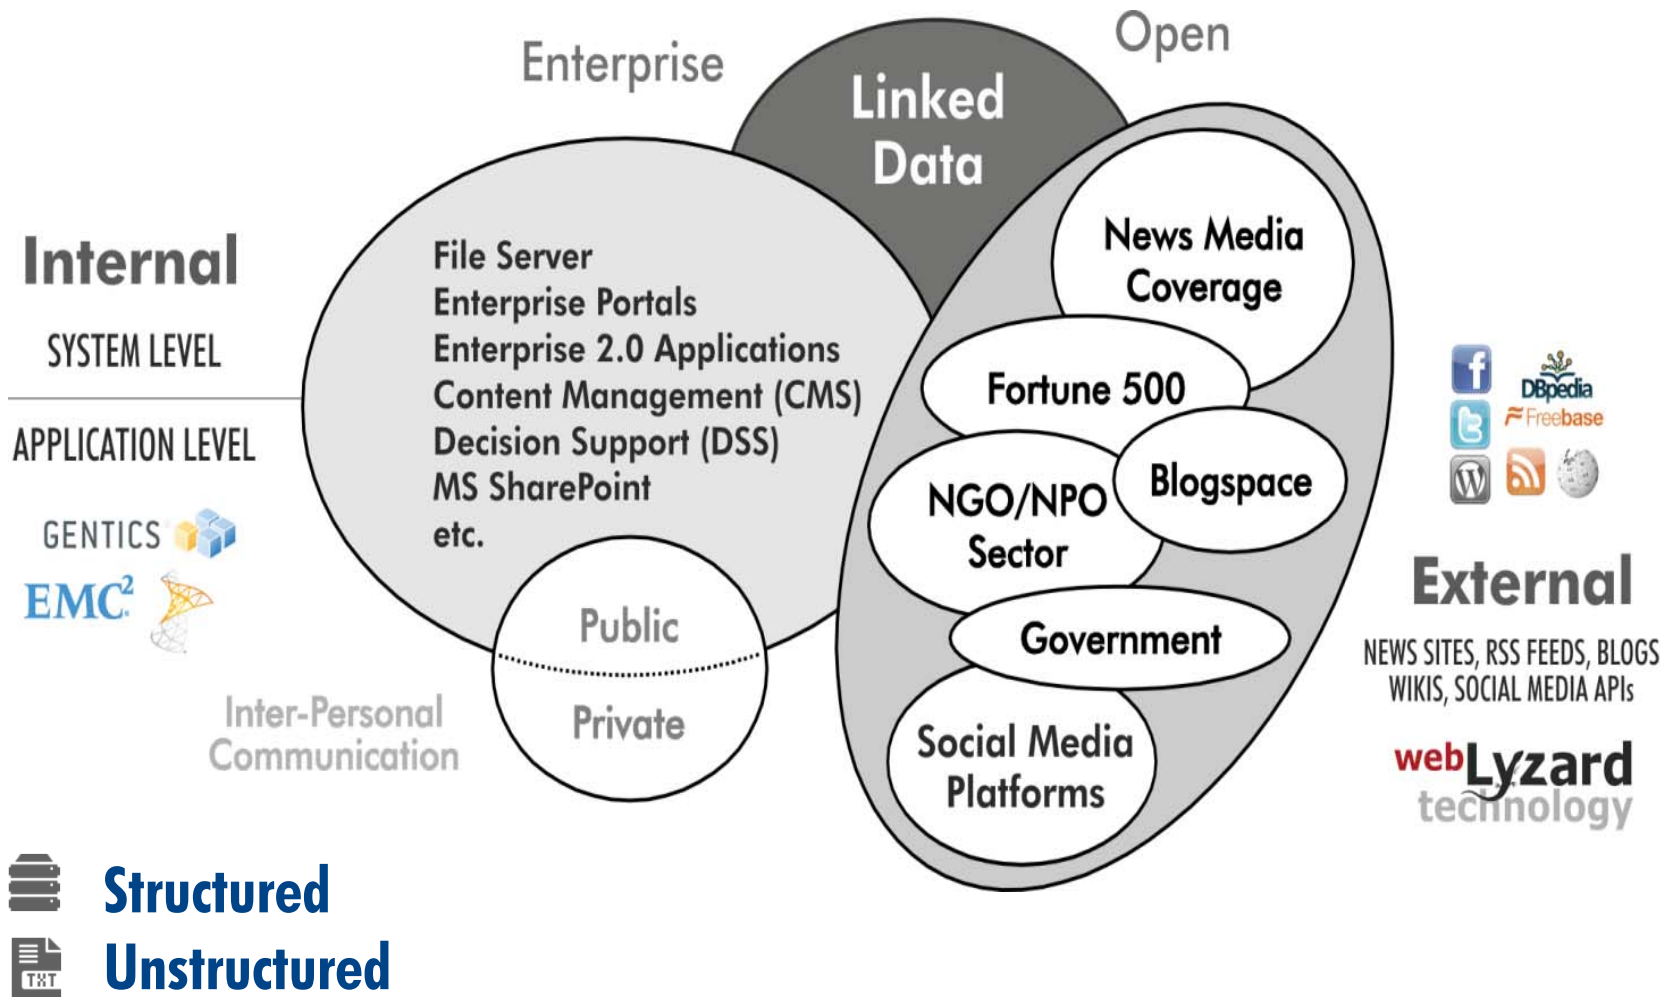 Enterprise
Open
Linked
Data
Internal
SYSTEM LEVEL
APPLICATION LEVEL
GENTICS
EMC²
File Server
Enterprise Portals
Enterprise 2.0 Applications
Content Management (CMS)
Decision Support (DSS)
MS SharePoint
etc.
Public
Private
Inter-Personal
Communication
News Media
Coverage
Fortune 500
Blogspace
NGO/NPO
Sector
Government
Social Media
Platforms
DBpedia
Freebase
External
NEWS SITES, RSS FEEDS, BLOGS
WIKIS, SOCIAL MEDIA APIs
webLyzard
technology
Structured
TXT
Unstructured